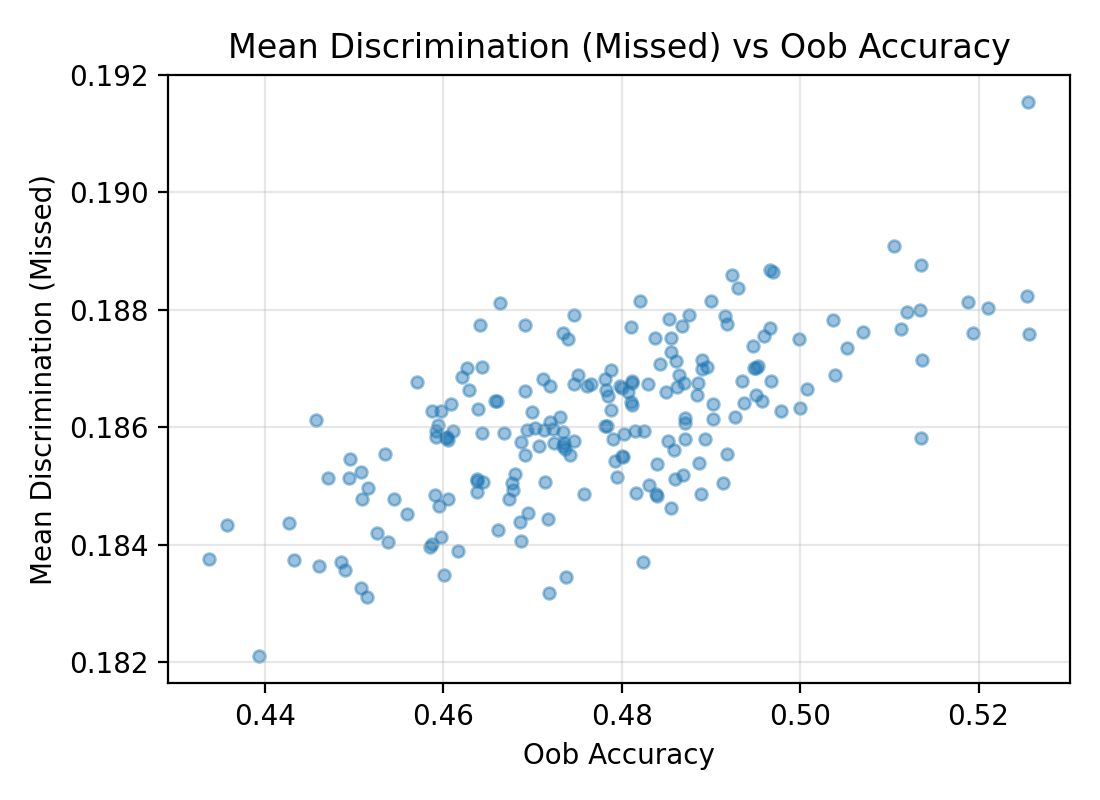 Mean Discrimination (Missed) vs Oob Accuracy
Mean Discrimination (Missed)
0.192
0.190
0.188
0.186
0.184
0.182
0.44 0.46 0.48 0.50 0.52
Oob Accuracy